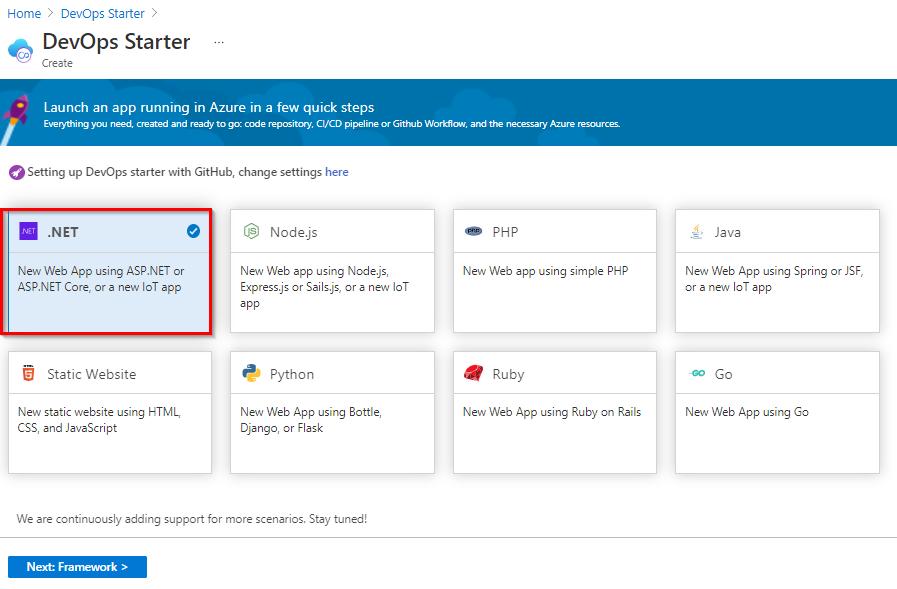 Home > DevOps Starter >
DevOps Starter ...
Create
Launch an app running in Azure in a few quick steps
Everything you need, created and ready to go: code repository, CI/CD pipeline or Github Workflow, and the necessary Azure resources.
Setting up DevOps starter with GitHub, change settings here
.NET
.NET
New Web App using ASP.NET or
ASP.NET Core, or a new IoT app
Node.js
New Web app using Node.js,
Express.js or Sails.js, or a new IoT
app
php
PHP
New Web app using simple PHP
Java
New Web App using Spring or JSF,
or a new IoT app
Static Website
New static website using HTML,
CSS, and JavaScript
Python
New Web App using Bottle,
Django, or Flask
Ruby
New Web App using Ruby on Rails
GO
Go
New Web App using Go
We are continuously adding support for more scenarios. Stay tuned!
Next: Framework >